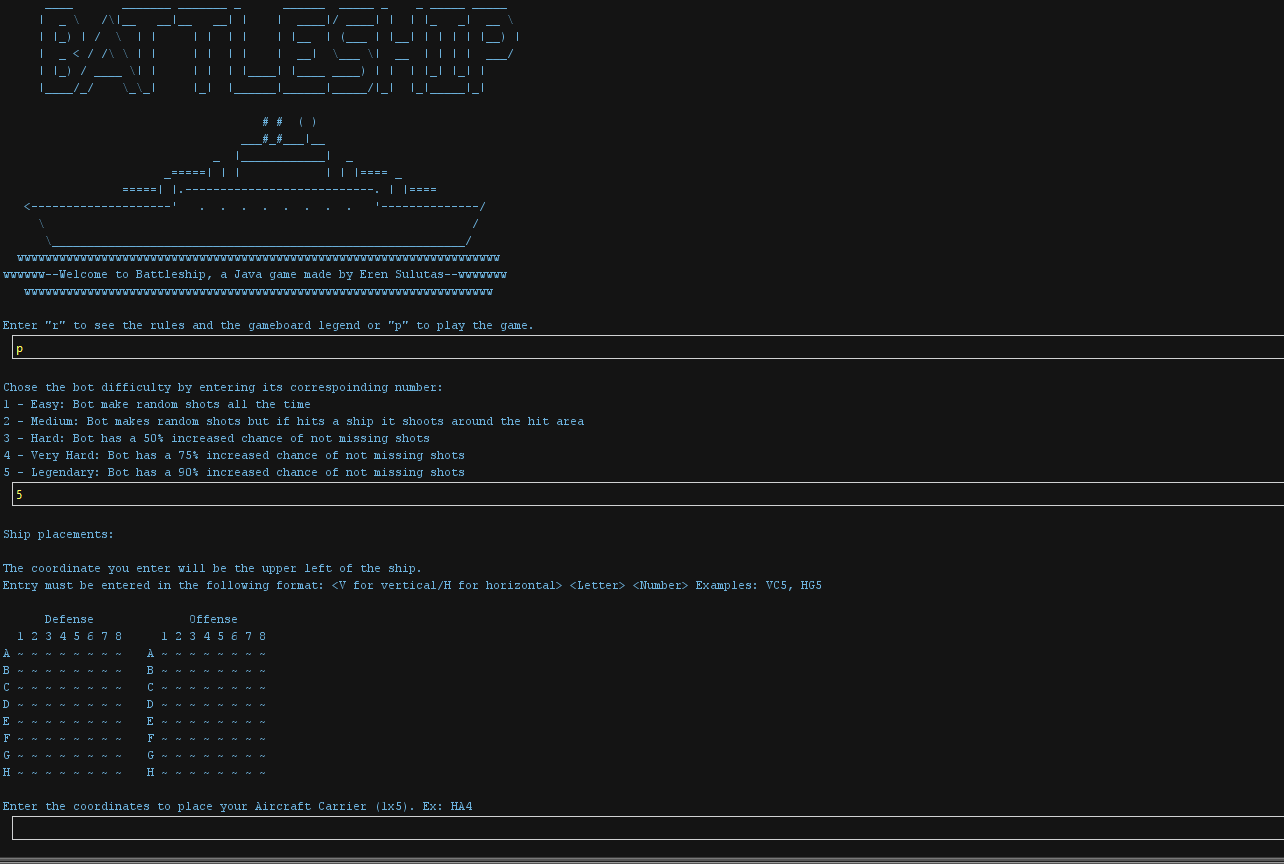 BATTLESHIP
wwwwww--Welcome to Battleship, a Java game made by Eren Sulutas--wwwwwww
Enter "r" to see the rules and the gameboard legend or "p" to play the game.
p
Chose the bot difficulty by entering its correspoinding number:
1 - Easy: Bot make random shots all the time
2 - Medium: Bot makes random shots but if hits a ship it shoots around the hit area
3 - Hard: Bot has a 50% increased chance of not missing shots
4 - Very Hard: Bot has a 75% increased chance of not missing shots
5 - Legendary: Bot has a 90% increased chance of not missing shots
5
Ship placements:
The coordinate you enter will be the upper left of the ship.
Entry must be entered in the following format: <V for vertical/H for horizontal> <Letter> <Number> Examples: VC5, HG5
Defense Offense
1 2 3 4 5 6 7 8 1 2 3 4 5 6 7 8
A ~ ~ ~ ~ ~ ~ ~ ~ A ~ ~ ~ ~ ~ ~ ~ ~
B ~ ~ ~ ~ ~ ~ ~ ~ B ~ ~ ~ ~ ~ ~ ~ ~
C ~ ~ ~ ~ ~ ~ ~ ~ C ~ ~ ~ ~ ~ ~ ~ ~
D ~ ~ ~ ~ ~ ~ ~ ~ D ~ ~ ~ ~ ~ ~ ~ ~
E ~ ~ ~ ~ ~ ~ ~ ~ E ~ ~ ~ ~ ~ ~ ~ ~
F ~ ~ ~ ~ ~ ~ ~ ~ F ~ ~ ~ ~ ~ ~ ~ ~
G ~ ~ ~ ~ ~ ~ ~ ~ G ~ ~ ~ ~ ~ ~ ~ ~
H ~ ~ ~ ~ ~ ~ ~ ~ H ~ ~ ~ ~ ~ ~ ~ ~
Enter the coordinates to place your Aircraft Carrier (1x5). Ex: HA4